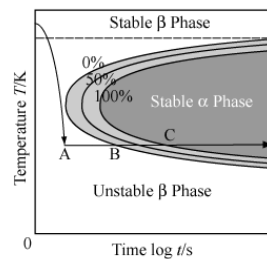 Stable β Phase
0%
50%
100%
Stable α Phase
A
B
C
Unstable β Phase
0
Temperature T/K
Time log t/s